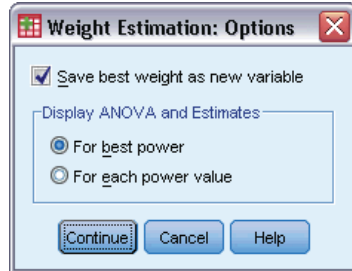 Weight Estimation: Options
Save best weight as new variable
Display ANOVA and Estimates
For best power
For each power value
Continue Cancel Help